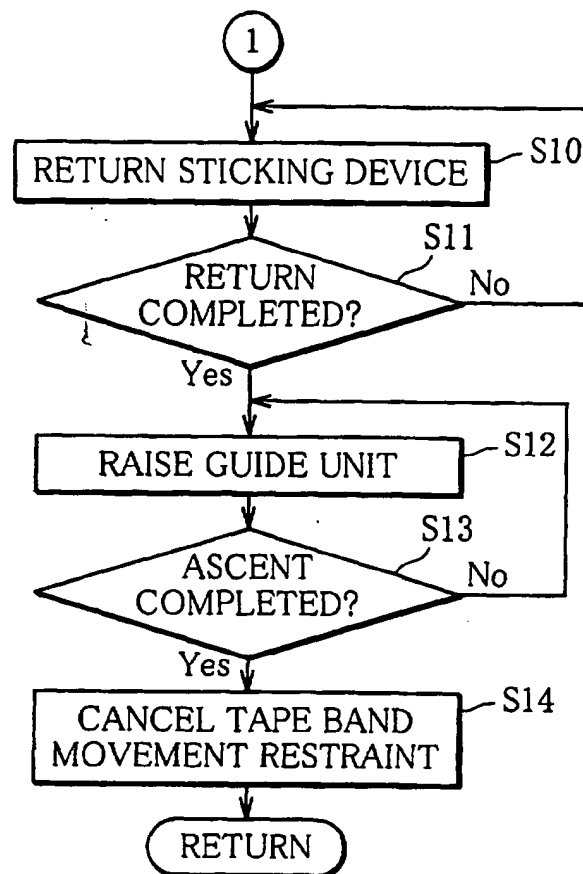 1
RETURN STICKING DEVICE
S10
RETURN
COMPLETED?
S11
No
Yes
RAISE GUIDE UNIT
S12
ASCENT
COMPLETED?
S13
No
Yes
CANCEL TAPE BAND
MOVEMENT RESTRAINT
S14
RETURN